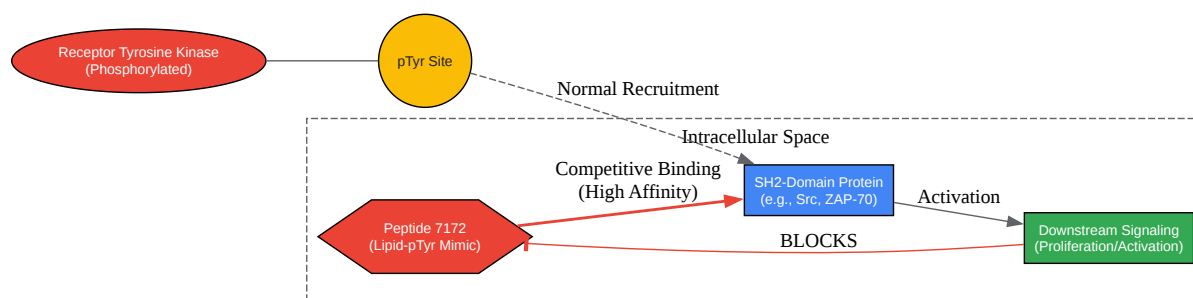 Receptor Tyrosine Kinase
(Phosphorylated)
pTyr Site
Normal Recruitment
Intracellular Space
Competitive Binding
(High Affinity)
SH2-Domain Protein
(e.g., Src, ZAP-70)
Activation
Peptide 7172
(Lipid-pTyr Mimic)
BLOCKS
Downstream Signaling
(Proliferation/Activation)